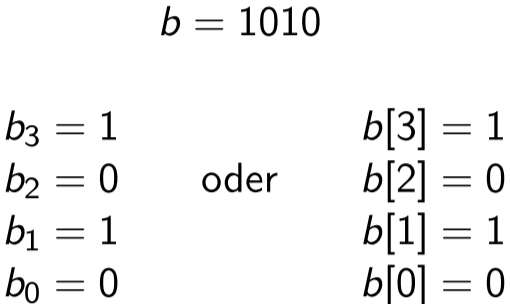 b = 1010
b₃ = 1 b[3] = 1
b₂ = 0 oder b[2] = 0
b₁ = 1 b[1] = 1
b₀ = 0 b[0] = 0